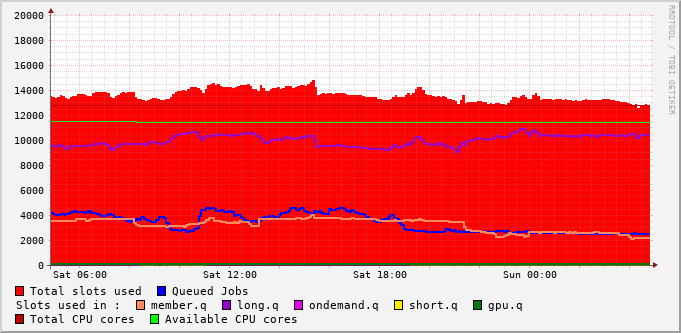 RRDTOOL / TOBI OETIKER
20000
18000
16000
14000
12000
10000
8000
6000
4000
2000
0
Sat 06:00 Sat 12:00 Sat 18:00 Sun 00:00
Total slots used Queued Jobs
Slots used in : member.q long.q ondemand.q short.q gpu.q
Total CPU cores Available CPU cores